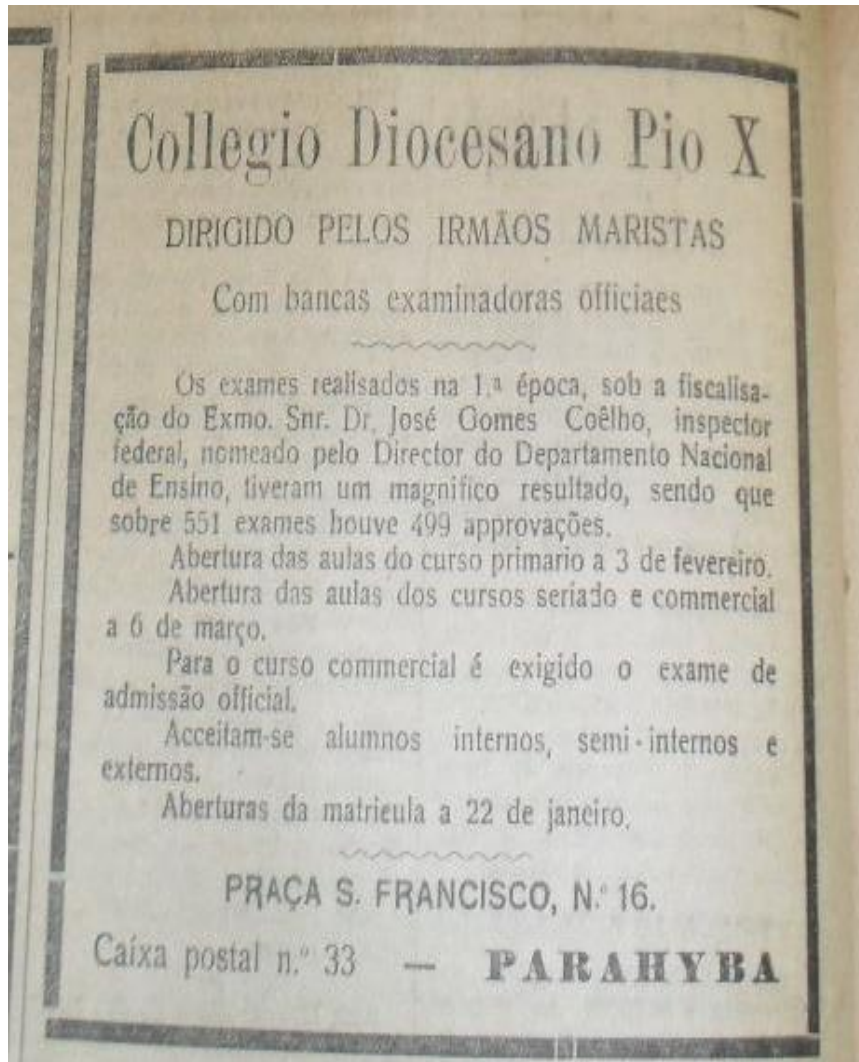 Collegio Diocesano Pio X
DIRIGIDO PELOS IRMÃOS MARISTAS
Com bancas examinadoras officiaes
Os exames realisados na 1.ª época, sob a fiscalisa-
ção do Exmo. Snr. Dr. José Gomes Coêlho, inspector
federal, nomeado pelo Director do Departamento Nacional
de Ensino, tiveram um magnifico resultado, sendo que
sobre 551 exames houve 499 approvações.
Abertura das aulas do curso primario a 3 de fevereiro.
Abertura das aulas dos cursos seriado e commercial
a 6 de março.
Para o curso commercial é exigido o exame de
admissão official.
Acceitam-se alumnos internos, semi-internos e
externos.
Aberturas da matricula a 22 de janeiro.
PRAÇA S. FRANCISCO, N.º 16.
Caixa postal n.º 33 — PARAHYBA